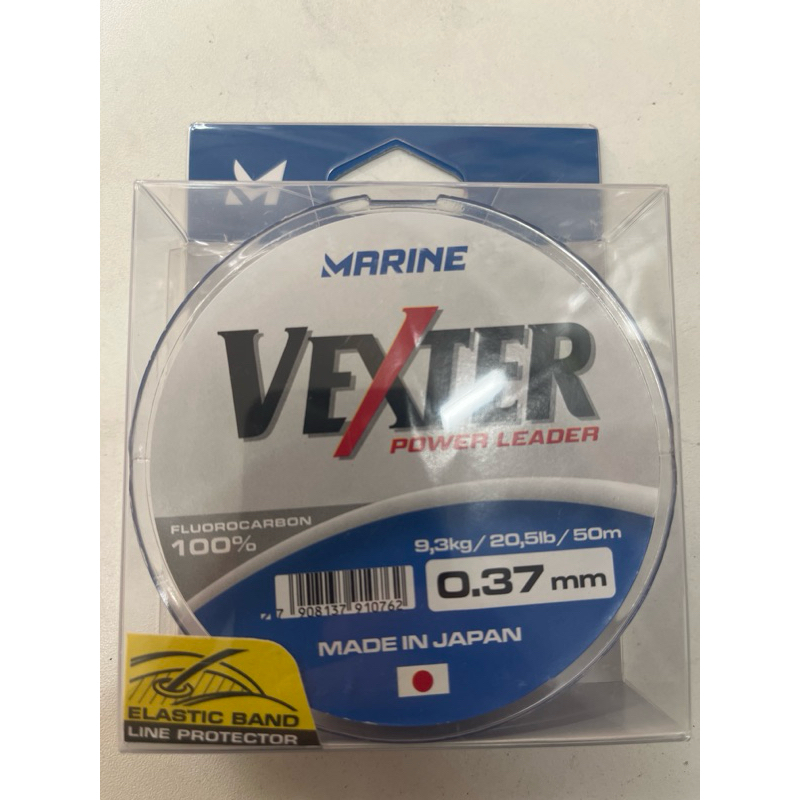 MARINE
VEXTER
POWER LEADER
FLUOROCARBON
100%
9,3kg/20,5lb/50m
0.37 mm
7 908137 910762
MADE IN JAPAN
ELASTIC BAND
LINE PROTECTOR